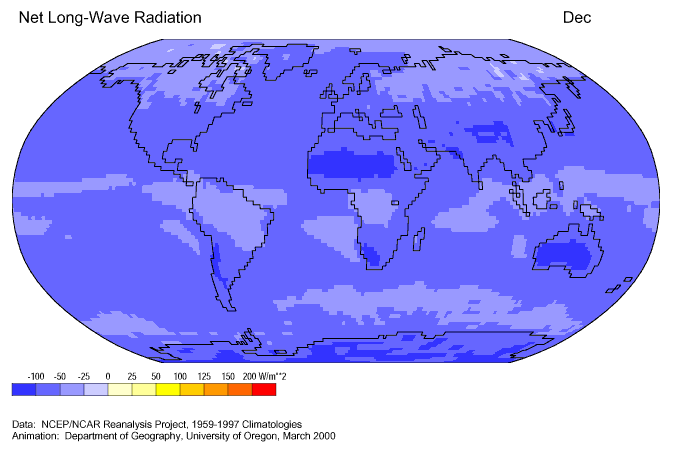 Net Long-Wave Radiation Dec
-100 -50 -25 0 25 50 100 125 150 200 W/m**2
Data: NCEP/NCAR Reanalysis Project, 1959-1997 Climatologies
Animation: Department of Geography, University of Oregon, March 2000